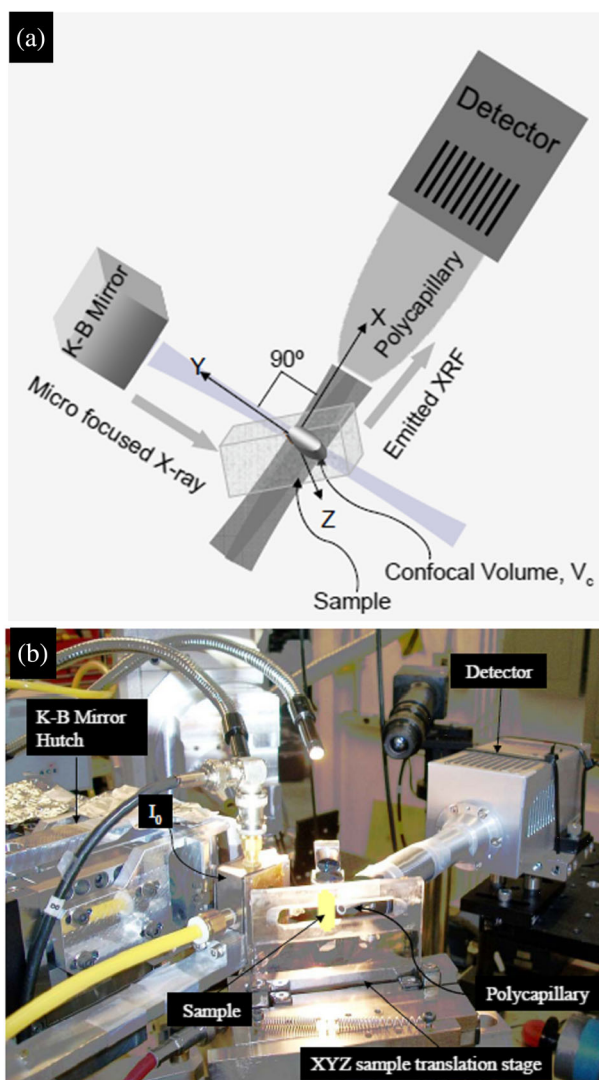 (a)
Detector
Polycapillary
K-B Mirror
X
90º
Y
Emitted XRF
Micro focused X-ray
Z
Confocal Volume, Vc
Sample
(b)
Detector
K-B Mirror
Hutch
I0
Sample
Polycapillary
XYZ sample translation stage